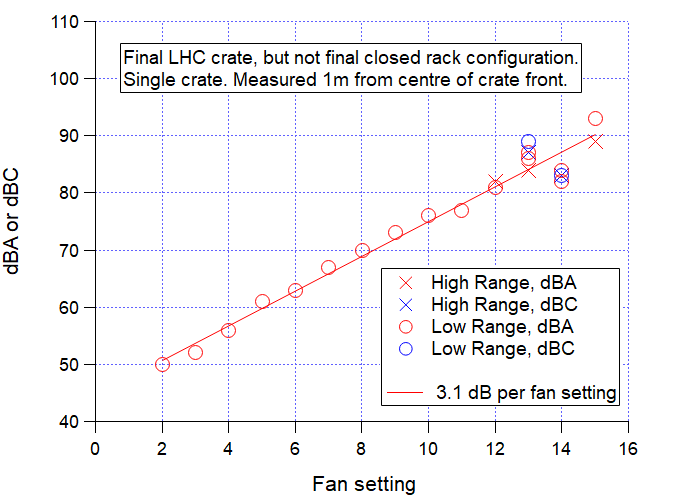 110
100
90
80
70
60
50
40
dBA or dBC
Final LHC crate, but not final closed rack configuration.
Single crate. Measured 1m from centre of crate front.
High Range, dBA
High Range, dBC
Low Range, dBA
Low Range, dBC
3.1 dB per fan setting
0 2 4 6 8 10 12 14 16
Fan setting